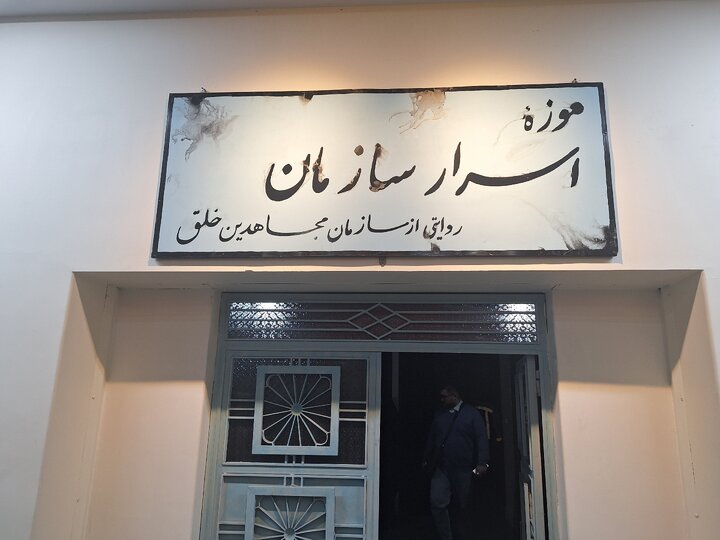 موزهٔ
اسرار سازمان
روایتی از سازمان مجاهدین خلق